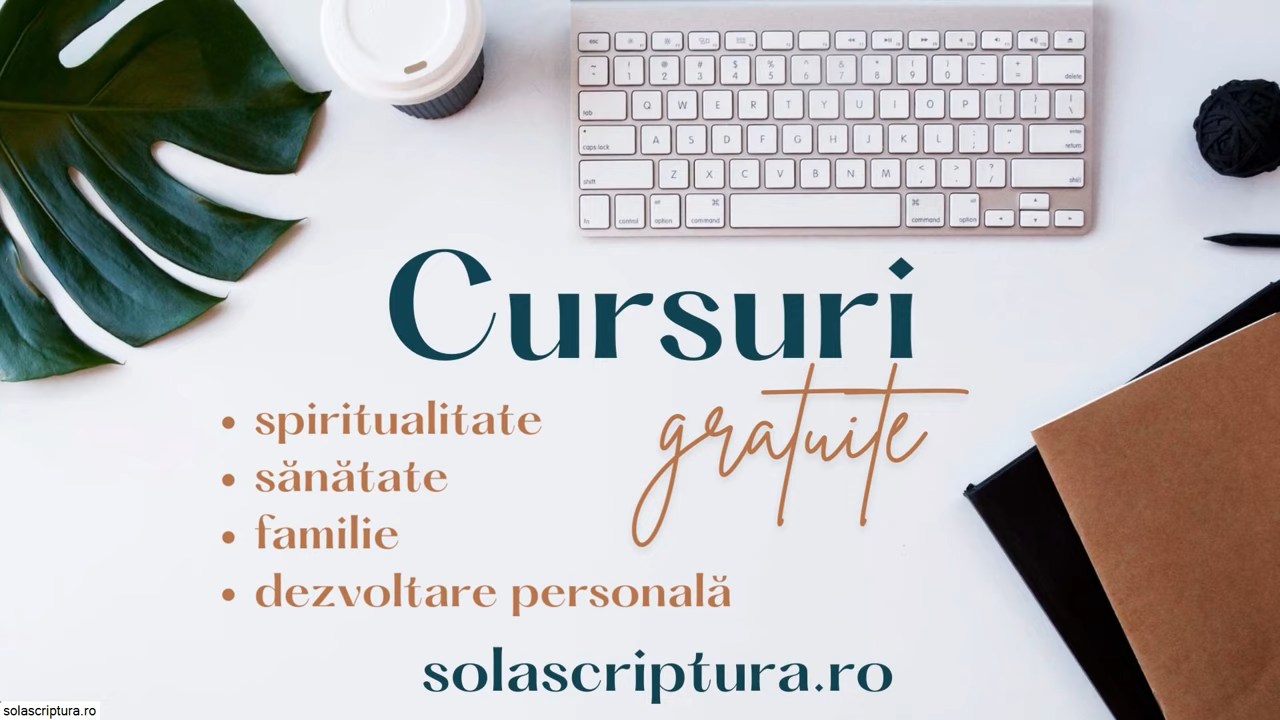 Cursuri
gratuite
• spiritualitate
• sănătate
• familie
• dezvoltare personală
solascriptura.ro
solascriptura.ro